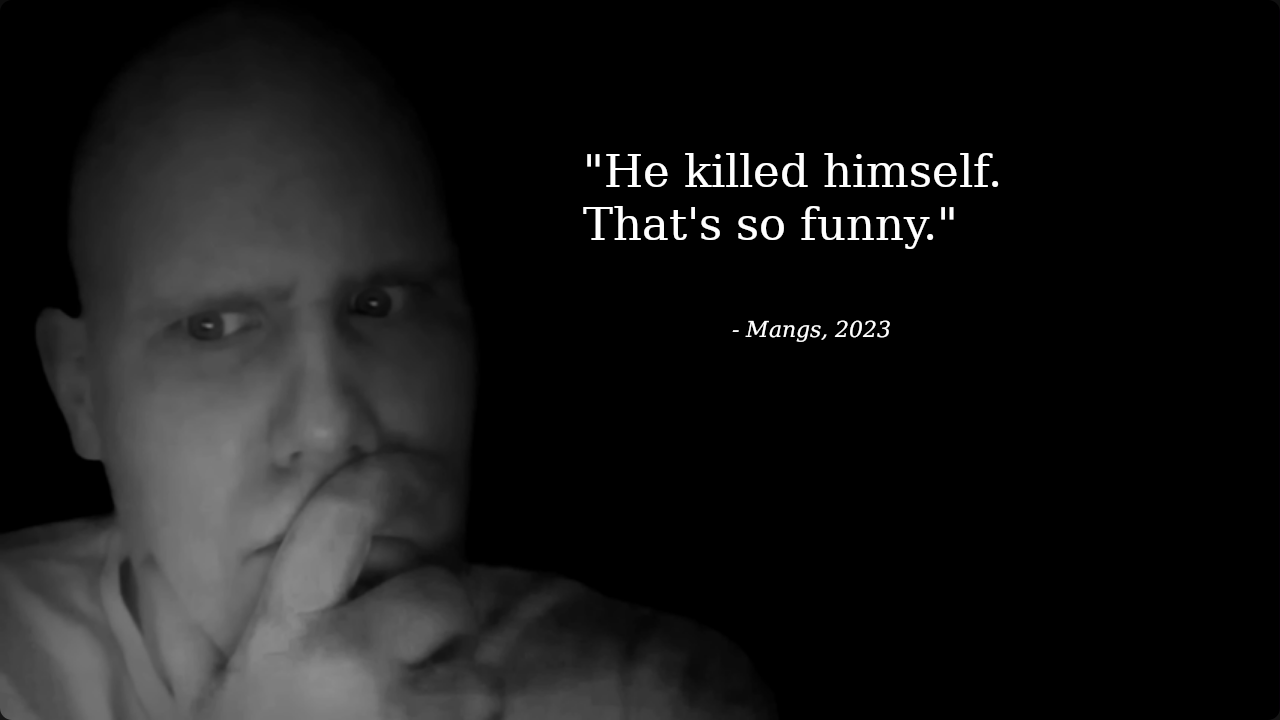 "He killed himself.
That's so funny."
- Mangs, 2023